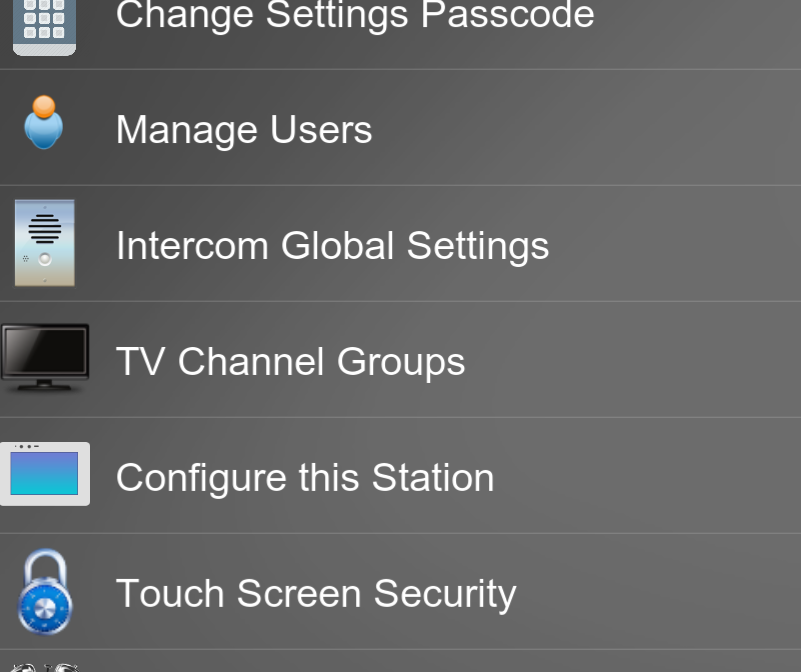 Change Settings Passcode
Manage Users
Intercom Global Settings
TV Channel Groups
Configure this Station
Touch Screen Security